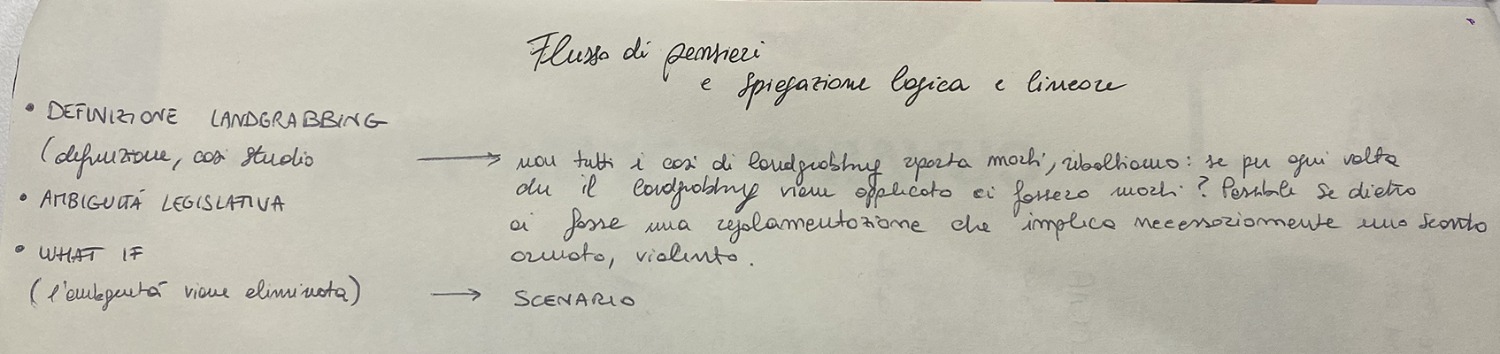 Flusso di pensieri
e spiegazione logica e lineare
• DEFINIZIONE LANDGRABBING
(definizione, casi studio → non tutti i casi di landgrabbing riporta morti, ribaltiamo: se per ogni volta
che il landgrabbing viene applicato ci fossero morti? Possibile se dietro
• AMBIGUITÁ LEGISLATIVA
ci fosse una regolamentazione che implica necessariamente uno scontro
• WHAT IF
armato, violento.
(l'ambiguitá viene eliminata) → SCENARIO